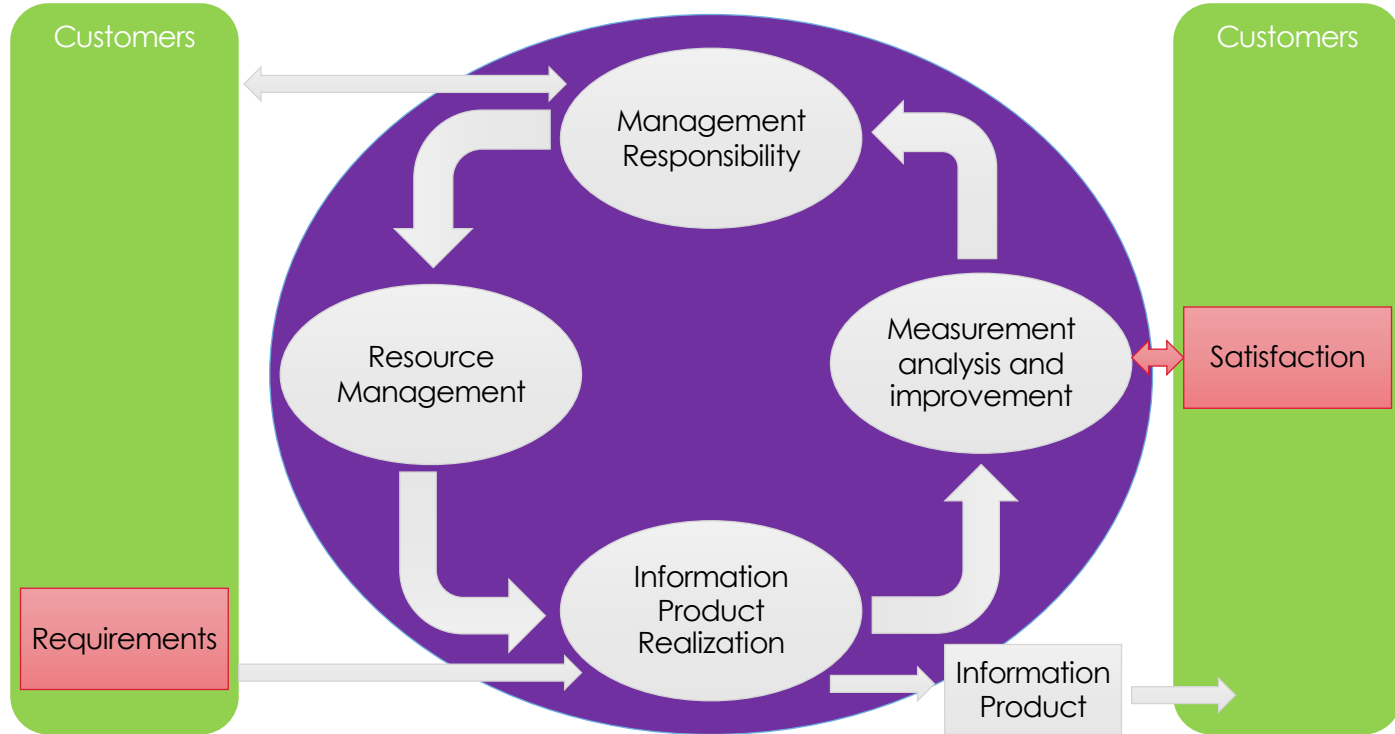 Customers
Customers
Management
Responsibility
Resource
Management
Measurement
analysis and
improvement
Satisfaction
Information
Product
Realization
Requirements
Information
Product